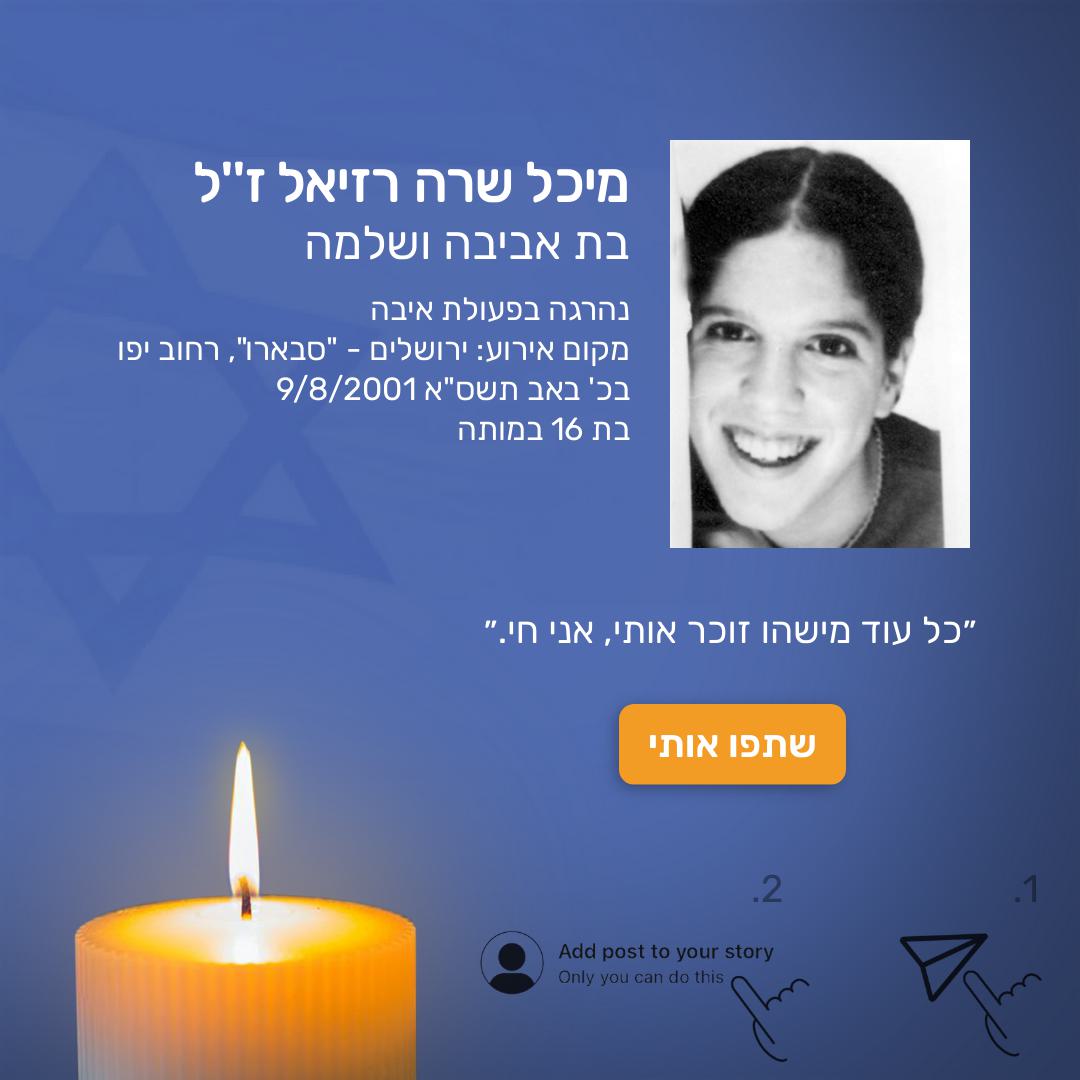 מיכל שרה רזיאל ז"ל
בת אביבה ושלמה
נהרגה בפעולת איבה
מקום אירוע: ירושלים - "סבארו", רחוב יפו
בכ' באב תשס"א 9/8/2001
בת 16 במותה
״כל עוד מישהו זוכר אותי, אני חי.״
שתפו אותי
1.
2.
Add post to your story
Only you can do this